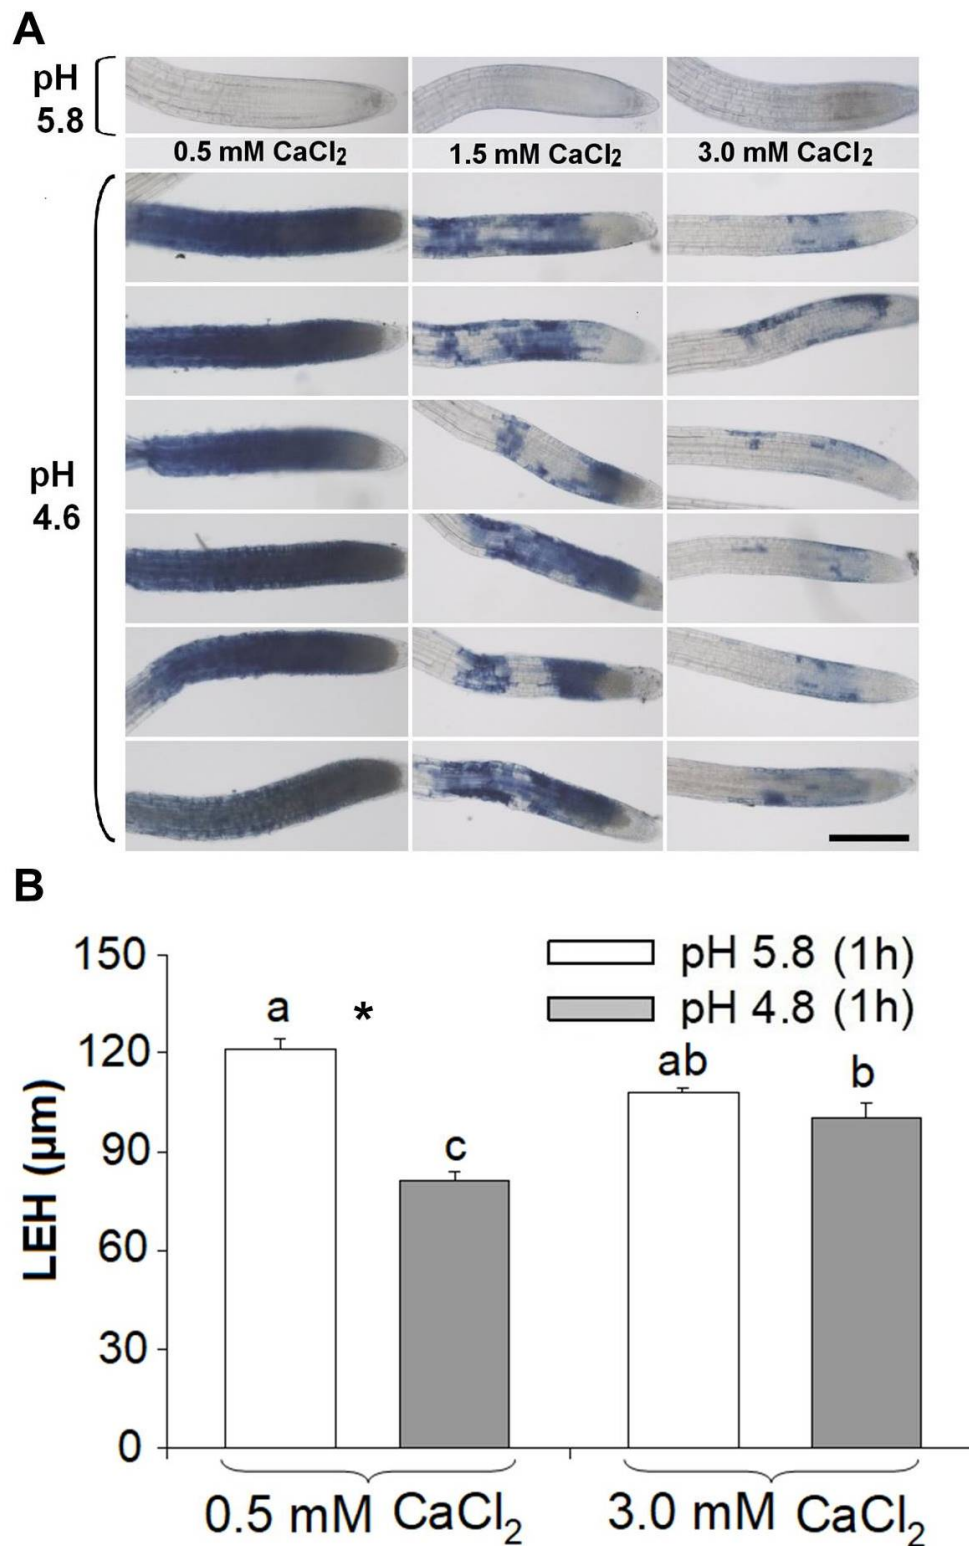 A
pH
5.8
0.5 mM CaCl₂
1.5 mM CaCl₂
3.0 mM CaCl₂
pH
4.6
B
150
120
90
60
30
0
LEH (µm)
pH 5.8 (1h)
pH 4.8 (1h)
a
*
c
ab
b
0.5 mM CaCl₂
3.0 mM CaCl₂